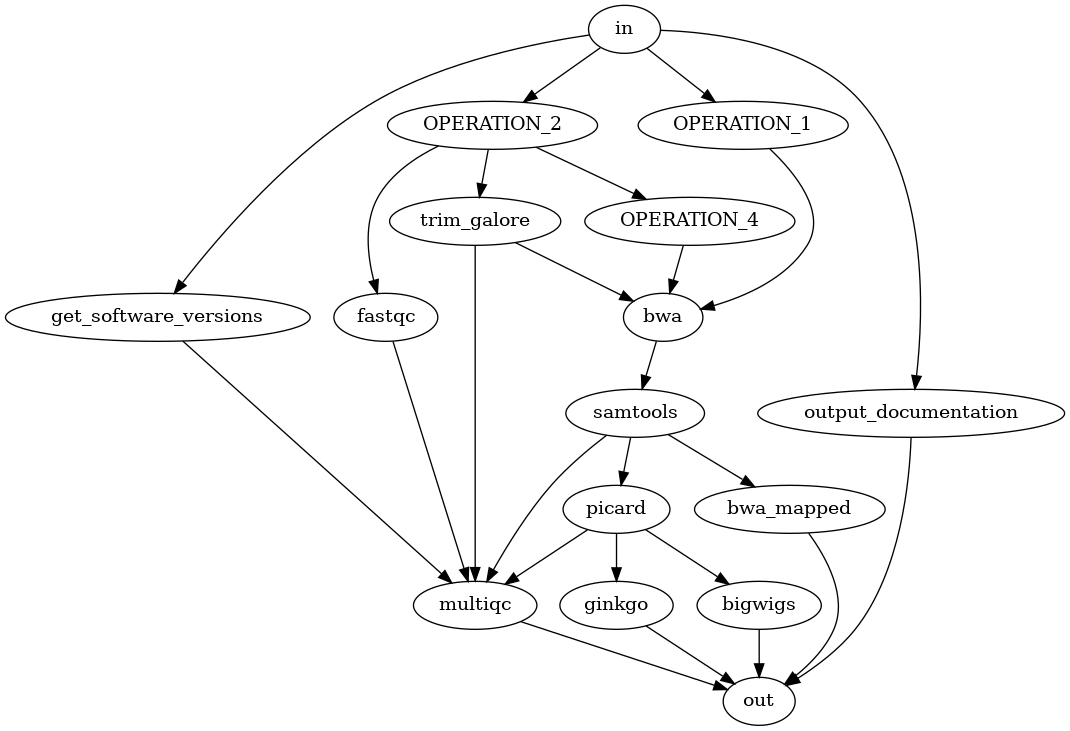 in
OPERATION_2
OPERATION_1
trim_galore
OPERATION_4
get_software_versions
fastqc
bwa
samtools
output_documentation
picard
bwa_mapped
multiqc
ginkgo
bigwigs
out